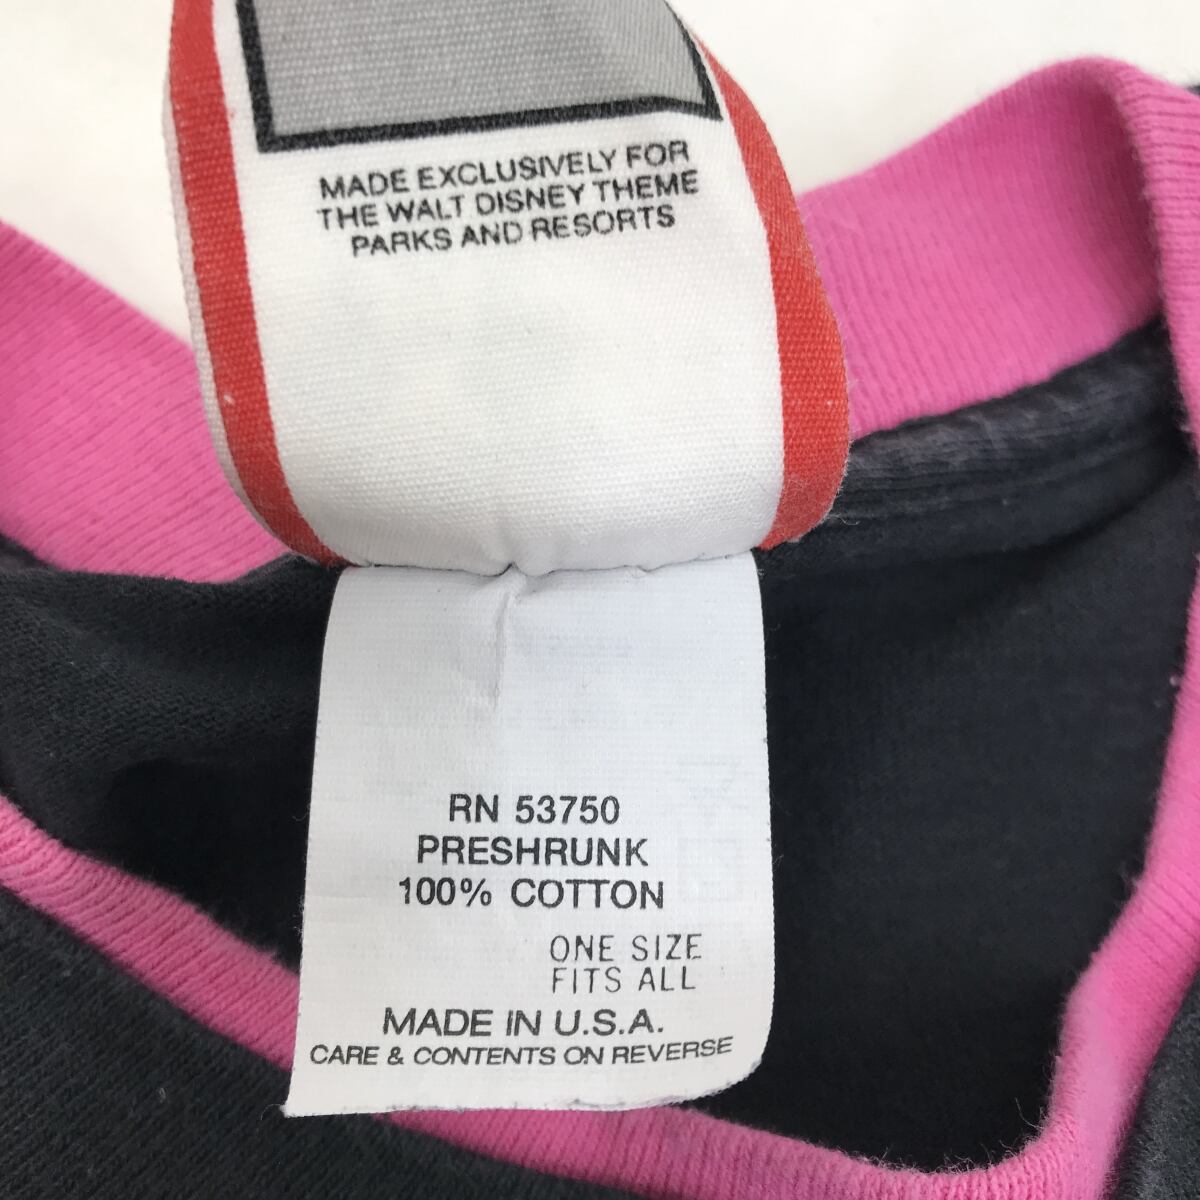 MADE EXCLUSIVELY FOR
THE WALT DISNEY THEME
PARKS AND RESORTS
RN 53750
PRESHRUNK
100% COTTON
ONE SIZE
FITS ALL
MADE IN U.S.A.
CARE & CONTENTS ON REVERSE